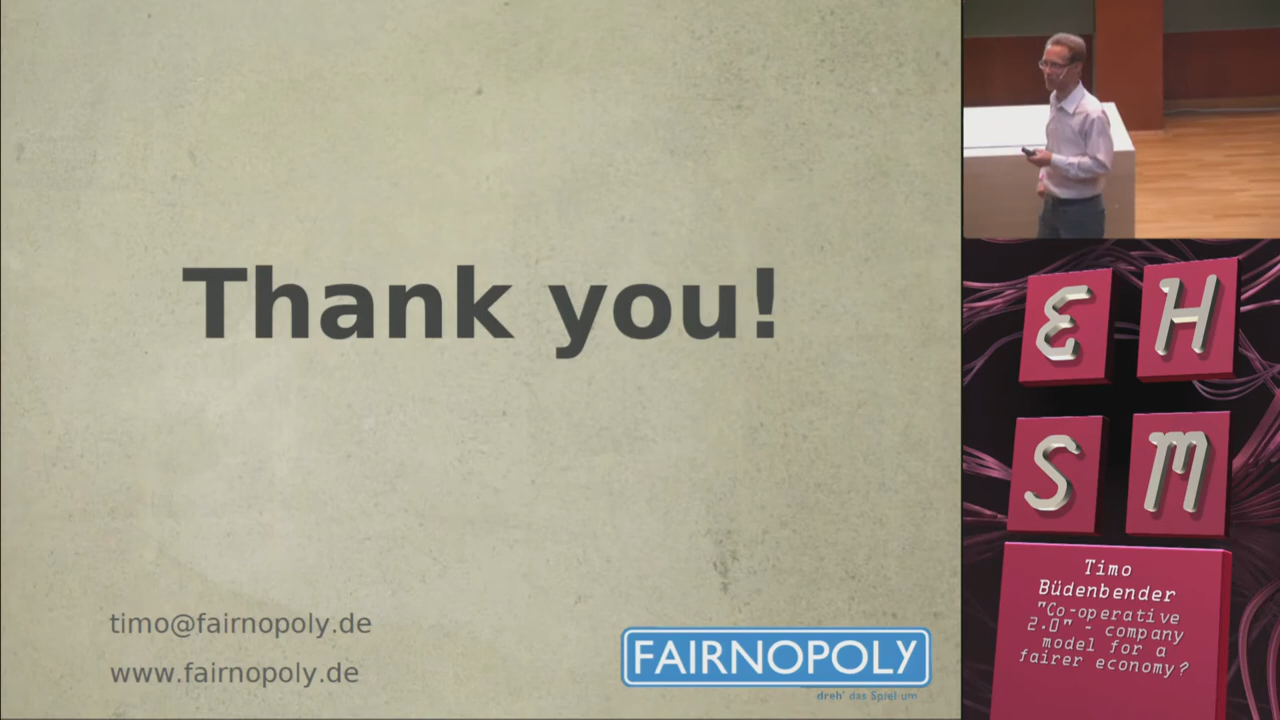 Thank you!
timo@fairnopoly.de
www.fairnopoly.de
FAIRNOPOLY
dreh' das Spiel um
E H
S M
Timo
Büdenbender
"Co-operative
2.0" - company
model for a
fairer economy?